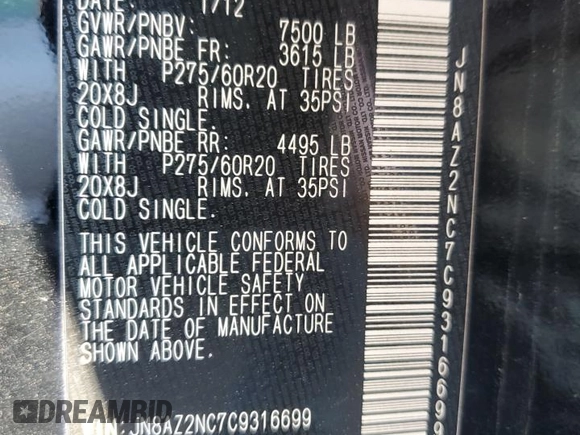 DATE: 1/12
GVWR/PNBV: 7500 LB
GAWR/PNBE FR: 3615 LB
WITH P275/60R20 TIRES
20X8J RIMS. AT 35PSI
COLD SINGLE.
GAWR/PNBE RR: 4495 LB
WITH P275/60R20 TIRES
20X8J RIMS. AT 35PSI
COLD SINGLE.
THIS VEHICLE CONFORMS TO
ALL APPLICABLE FEDERAL
MOTOR VEHICLE SAFETY
STANDARDS IN EFFECT ON
THE DATE OF MANUFACTURE
SHOWN ABOVE.
JN8AZ2NC7C9316699
JN8AZ2NC7C9316699
© CARFAST.EXPRESS